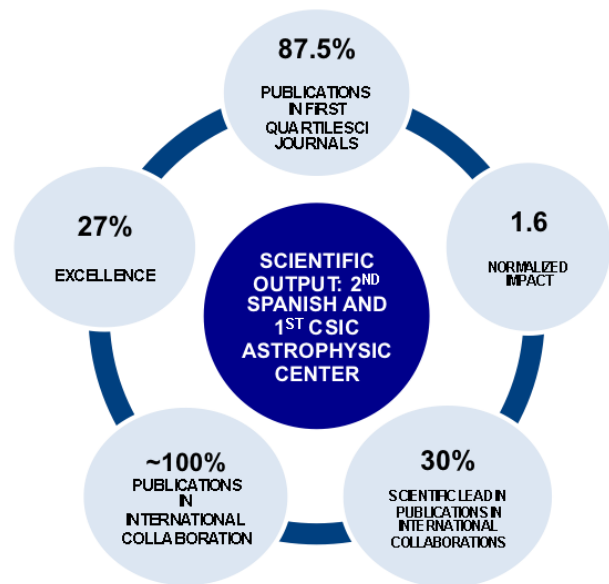 87.5%
PUBLICATIONS
IN FIRST
QUARTILESCI
JOURNALS
27%
EXCELLENCE
SCIENTIFIC
OUTPUT: 2ND
SPANISH AND
1ST CSIC
ASTROPHYSIC
CENTER
1.6
NORMALIZED
IMPACT
~100%
PUBLICATIONS
IN
INTERNATIONAL
COLLABORATION
30%
SCIENTIFIC LEAD IN
PUBLICATIONS IN
INTERNATIONAL
COLLABORATIONS